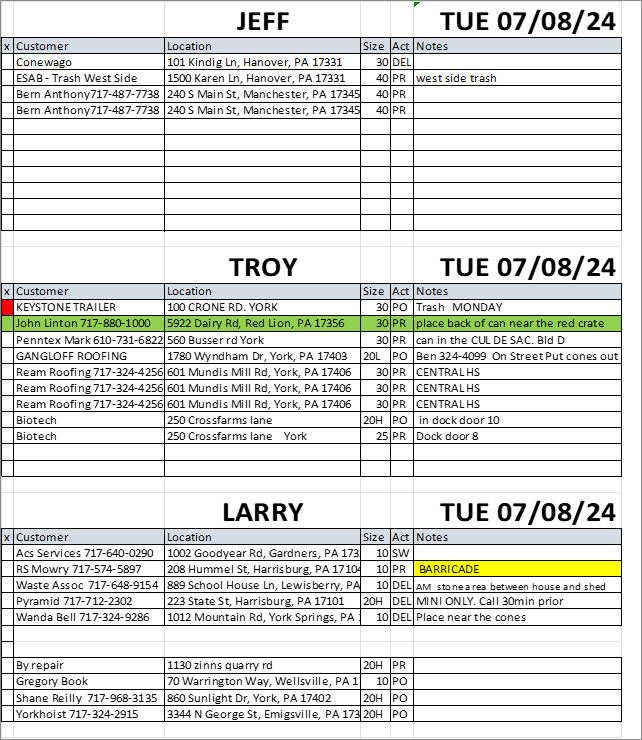 JEFF TUE 07/08/24
x Customer Location Size Act Notes
Conewago 101 Kindig Ln, Hanover, PA 17331 30 DEL
ESAB - Trash West Side 1500 Karen Ln, Hanover, PA 17331 40 PR west side trash
Bern Anthony717-487-7738 240 S Main St, Manchester, PA 17345 40 PR
Bern Anthony717-487-7738 240 S Main St, Manchester, PA 17345 40 PR
TROY TUE 07/08/24
x Customer Location Size Act Notes
KEYSTONE TRAILER 100 CRONE RD. YORK 30 PO Trash MONDAY
John Linton 717-880-1000 5922 Dairy Rd, Red Lion, PA 17356 30 PR place back of can near the red crate
Penntex Mark 610-731-6822 560 Busser rd York 30 PR can in the CUL DE SAC. Bld D
GANGLOFF ROOFING 1780 Wyndham Dr, York, PA 17403 20L PO Ben 324-4099 On Street Put cones out
Ream Roofing 717-324-4256 601 Mundis Mill Rd, York, PA 17406 30 PR CENTRAL HS
Ream Roofing 717-324-4256 601 Mundis Mill Rd, York, PA 17406 30 PR CENTRAL HS
Ream Roofing 717-324-4256 601 Mundis Mill Rd, York, PA 17406 30 PR CENTRAL HS
Biotech 250 Crossfarms lane 20H PO in dock door 10
Biotech 250 Crossfarms lane York 25 PR Dock door 8
LARRY TUE 07/08/24
x Customer Location Size Act Notes
Acs Services 717-640-0290 1002 Goodyear Rd, Gardners, PA 173 10 SW
RS Mowry 717-574-5897 208 Hummel St, Harrisburg, PA 17104 10 PR BARRICADE
Waste Assoc 717-648-9154 889 School House Ln, Lewisberry, PA 10 DEL AM stone area between house and shed
Pyramid 717-712-2302 223 State St, Harrisburg, PA 17101 20H DEL MINI ONLY. Call 30min prior
Wanda Bell 717-324-9286 1012 Mountain Rd, York Springs, PA 10 DEL Place near the cones
By repair 1130 zinns quarry rd 20H PR
Gregory Book 70 Warrington Way, Wellsville, PA 1 10 PO
Shane Reilly 717-968-3135 860 Sunlight Dr, York, PA 17402 20H PO
Yorkhoist 717-324-2915 3344 N George St, Emigsville, PA 173 20H PO